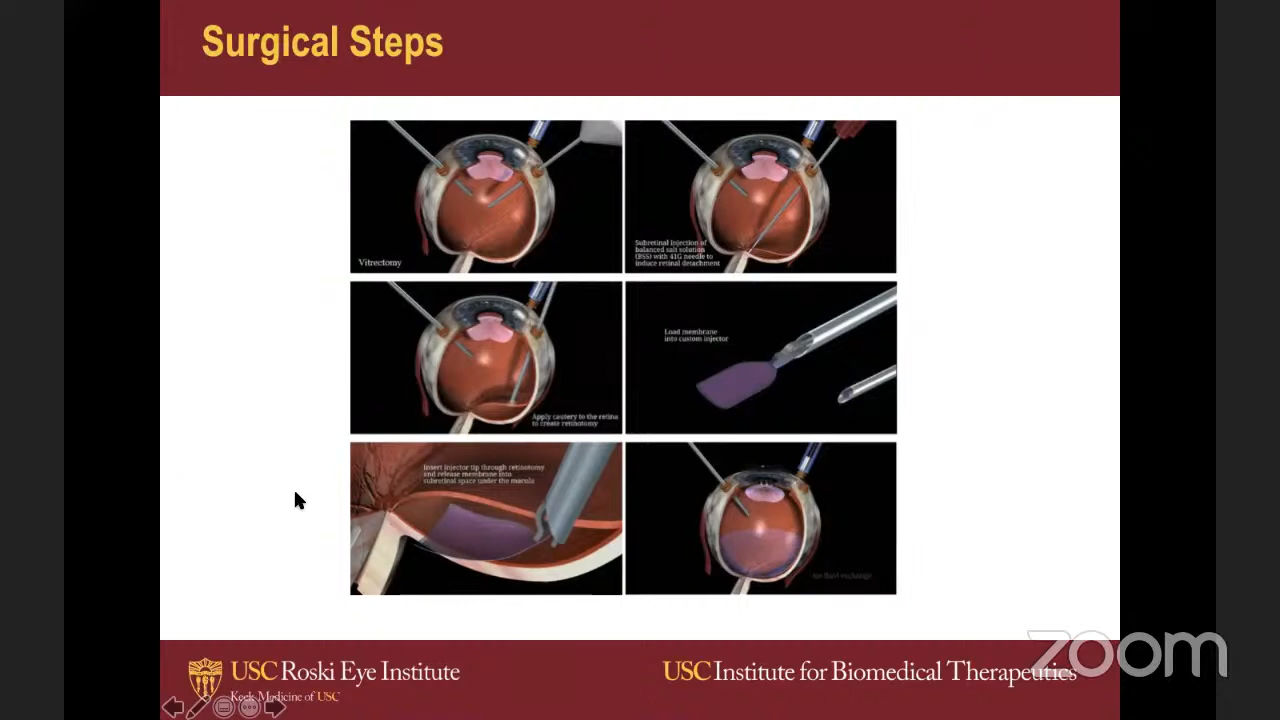 Surgical Steps
Vitrectomy
Subretinal injection of
balanced salt solution
(BSS) with 41G needle to
induce retinal detachment
Apply cautery to the retina
to create retinotomy
Load membrane
into custom injector
Insert injector tip through retinotomy
and release membrane into
subretinal space under the macula
Air-fluid exchange
USC Roski Eye Institute
Keck Medicine of USC
USC Institute for Biomedical Therapeutics
zoom